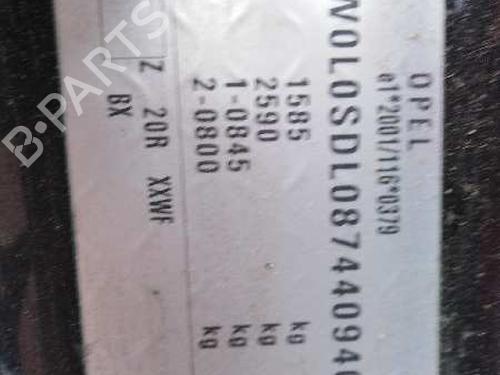 OPEL
e1*2001/116*0379
W0L0SDL08744094
1585 kg
2590 kg
1-0845 kg
2-0800 kg
Z 20R XXWF
BX
B-PARTS